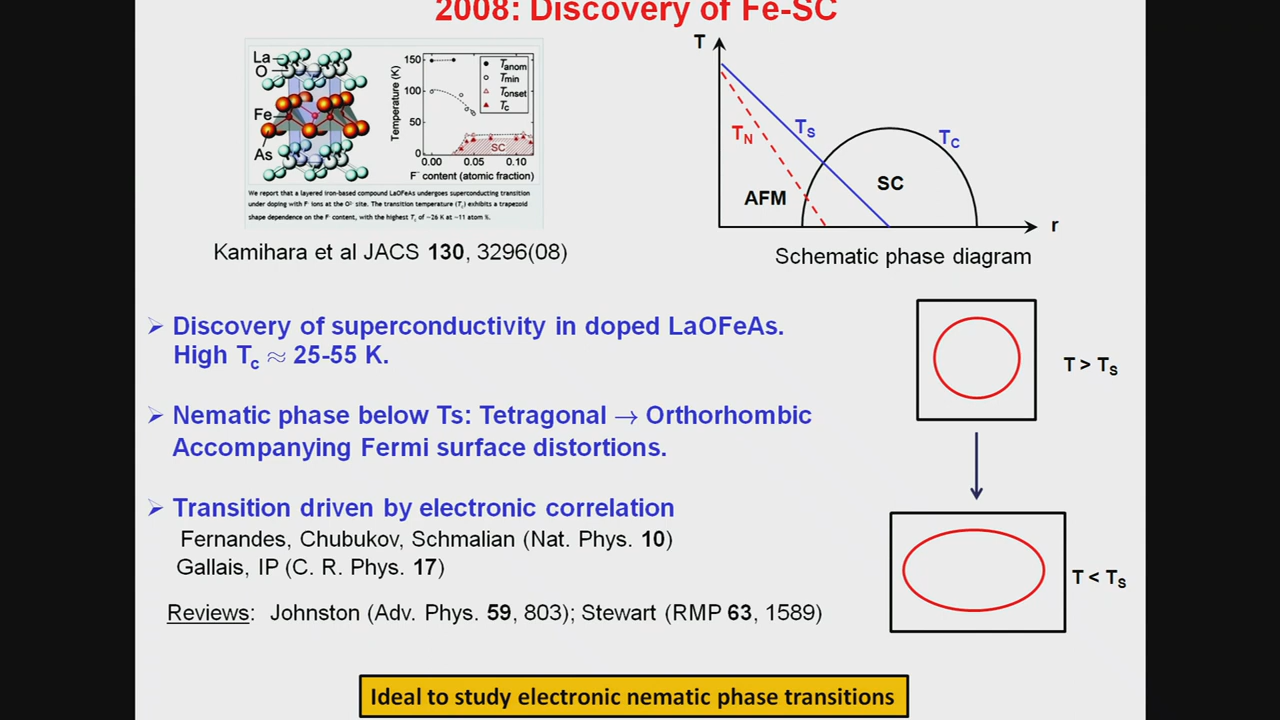 2008: Discovery of Fe-SC
La
O
Fe
As
Temperature (K)
150
100
50
0
Tanom
Tmin
Tonset
Tc
SC
0.00 0.05 0.10
F⁻ content (atomic fraction)
We report that a layered iron-based compound LaOFeAs undergoes superconducting transition
under doping with F⁻ ions at the O²⁻ site. The transition temperature (Tc) exhibits a trapezoid
shape dependence on the F⁻ content, with the highest Tc of ~26 K at ~11 atom %.
Kamihara et al JACS 130, 3296(08)
T
TN
TS
TC
AFM
SC
r
Schematic phase diagram
➢ Discovery of superconductivity in doped LaOFeAs.
High Tc ≈ 25-55 K.
➢ Nematic phase below Ts: Tetragonal → Orthorhombic
Accompanying Fermi surface distortions.
➢ Transition driven by electronic correlation
Fernandes, Chubukov, Schmalian (Nat. Phys. 10)
Gallais, IP (C. R. Phys. 17)
Reviews: Johnston (Adv. Phys. 59, 803); Stewart (RMP 63, 1589)
T > TS
T < TS
Ideal to study electronic nematic phase transitions